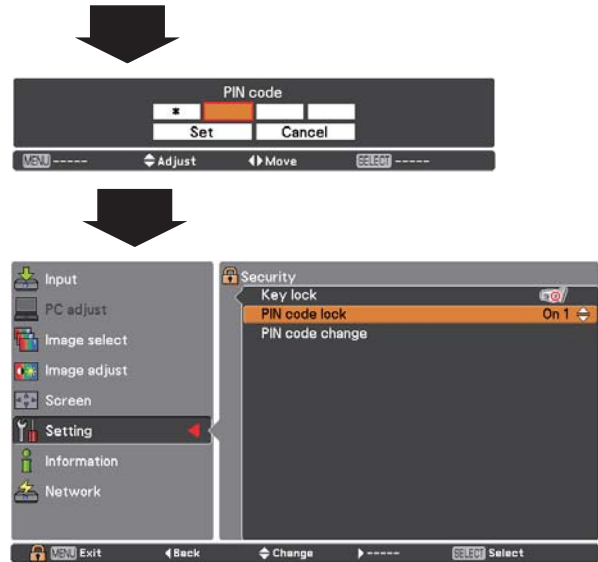 PIN code
*
Set Cancel
MENU ----- Adjust Move SELECT -----
Input
PC adjust
Image select
Image adjust
Screen
Setting
Information
Network
Security
Key lock
PIN code lock On 1
PIN code change
MENU Exit Back Change ----- SELECT Select